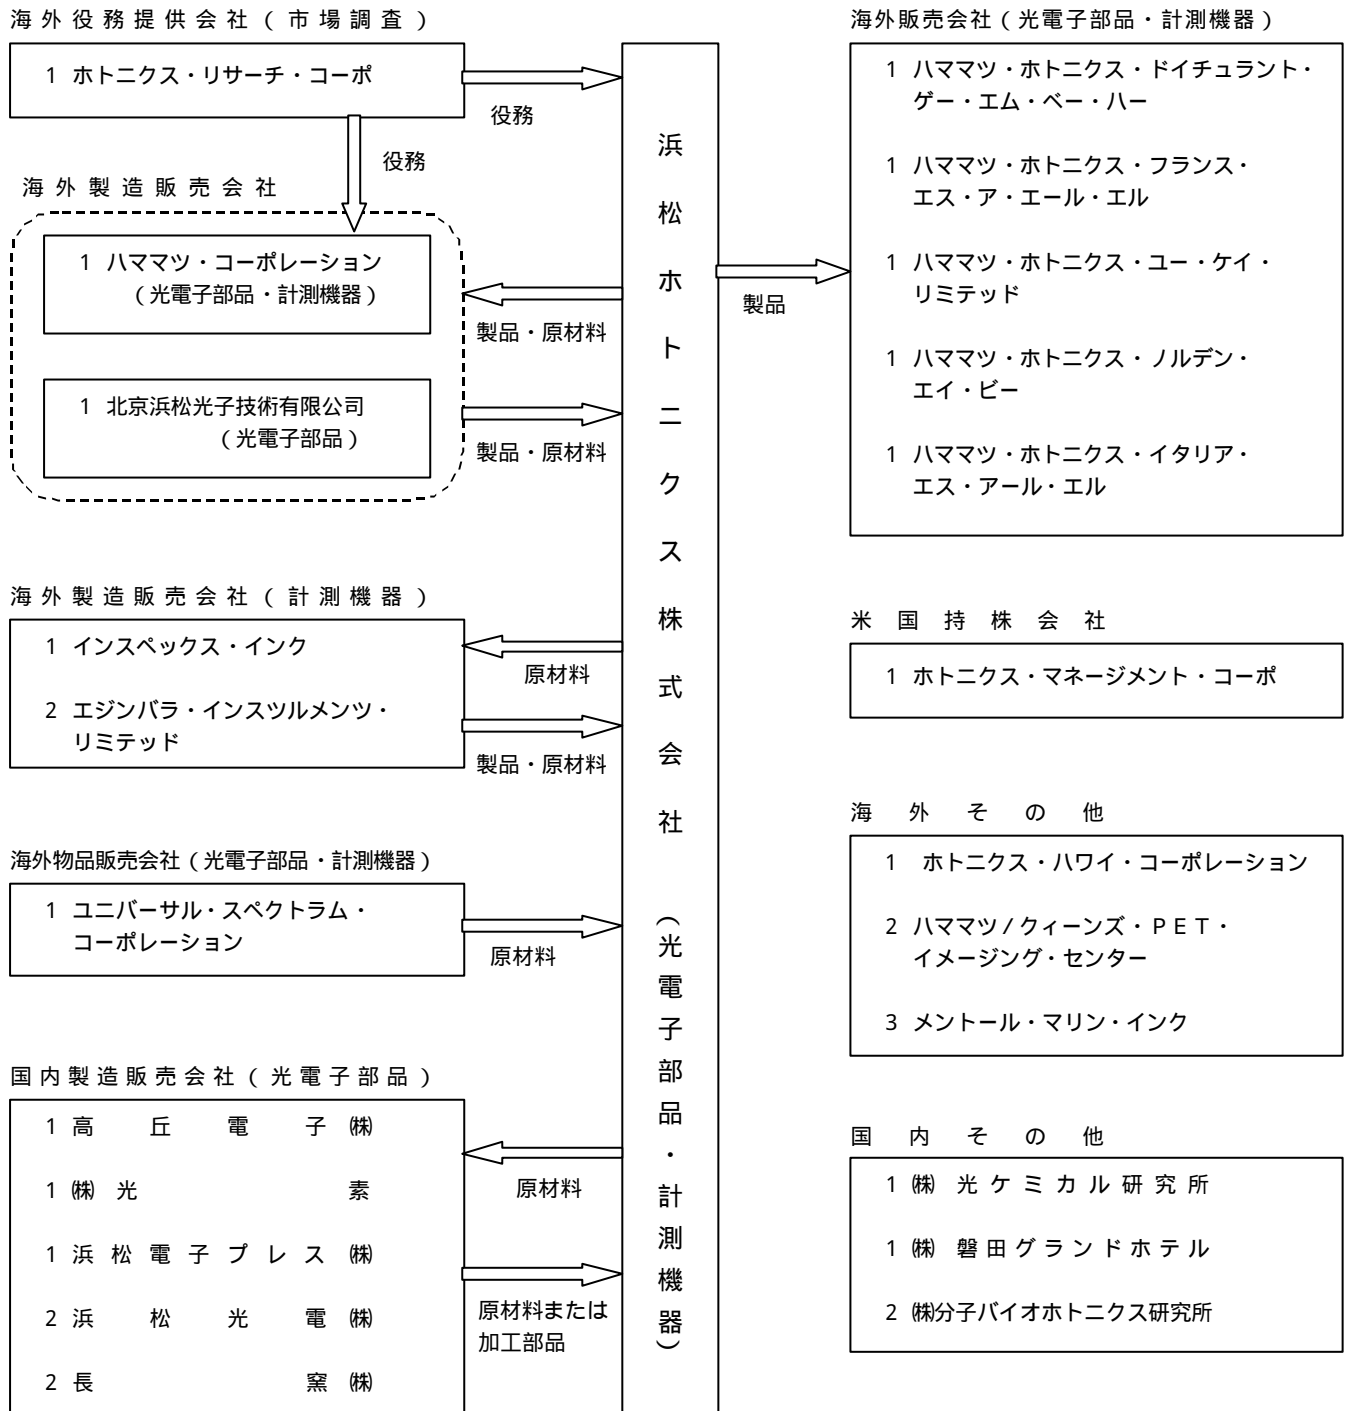 海外役務提供会社（市場調査）
1 ホトニクス・リサーチ・コーポ
役務
役務
海外製造販売会社
1 ハママツ・コーポレーション
（光電子部品・計測機器）
製品・原材料
1 北京浜松光子技術有限公司
（光電子部品）
製品・原材料
海外製造販売会社（計測機器）
1 インスペックス・インク
原材料
2 エジンバラ・インスツルメンツ・
リミテッド
製品・原材料
海外物品販売会社（光電子部品・計測機器）
1 ユニバーサル・スペクトラム・
コーポレーション
原材料
国内製造販売会社（光電子部品）
1 高丘電子㈱
1 ㈱光素
1 浜松電子プレス㈱
2 浜松光電㈱
2 長窯㈱
原材料
原材料または
加工部品
浜松ホトニクス株式会社（光電子部品・計測機器）
製品
海外販売会社（光電子部品・計測機器）
1 ハママツ・ホトニクス・ドイチュラント・
ゲー・エム・ベー・ハー
1 ハママツ・ホトニクス・フランス・
エス・ア・エール・エル
1 ハママツ・ホトニクス・ユー・ケイ・
リミテッド
1 ハママツ・ホトニクス・ノルデン・
エイ・ビー
1 ハママツ・ホトニクス・イタリア・
エス・アール・エル
米国持株会社
1 ホトニクス・マネージメント・コーポ
海外その他
1 ホトニクス・ハワイ・コーポレーション
2 ハママツ/クィーンズ・ＰＥＴ・
イメージング・センター
3 メントール・マリン・インク
国内その他
1 ㈱ 光ケミカル研究所
1 ㈱ 磐田グランドホテル
2 ㈱分子バイオホトニクス研究所